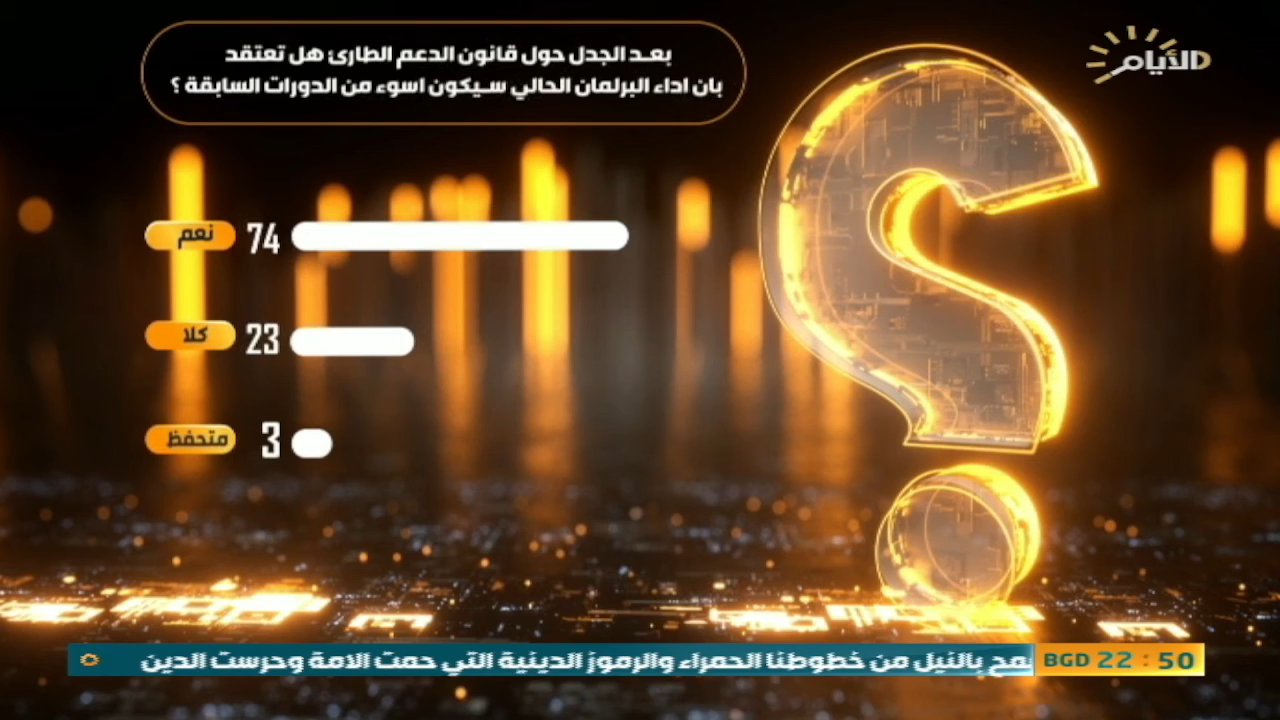 الأيام
بعد الجدل حول قانون الدعم الطارئ هل تعتقد
بان اداء البرلمان الحالي سيكون اسوء من الدورات السابقة ؟
نعم 74
كلا 23
متحفظ 3
بالنيل من خطوطنا الحمراء والرموز الدينية التي حمت الامة وحرست الدين
BGD 22 : 50